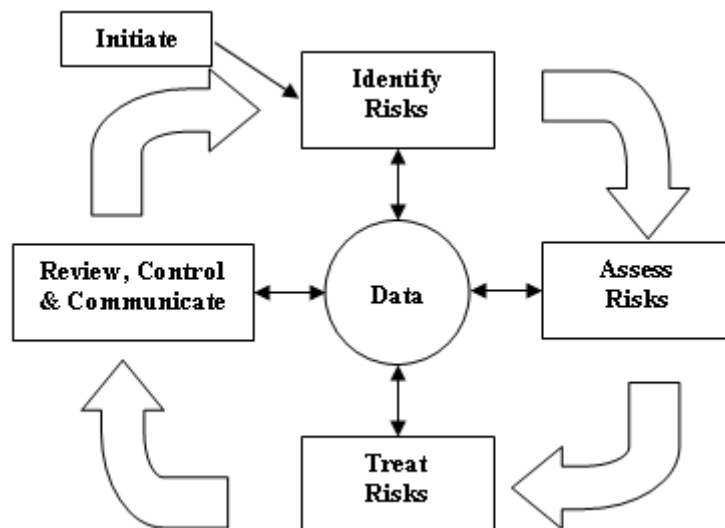 Initiate
Identify
Risks
Review, Control
& Communicate
Data
Assess
Risks
Treat
Risks